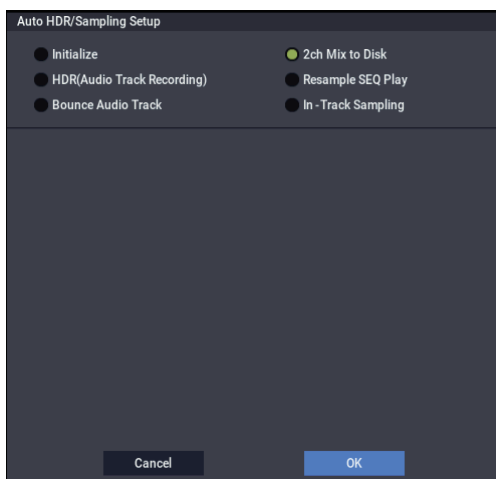 Auto HDR/Sampling Setup
Initialize
2ch Mix to Disk
HDR(Audio Track Recording)
Resample SEQ Play
Bounce Audio Track
In-Track Sampling
Cancel
OK